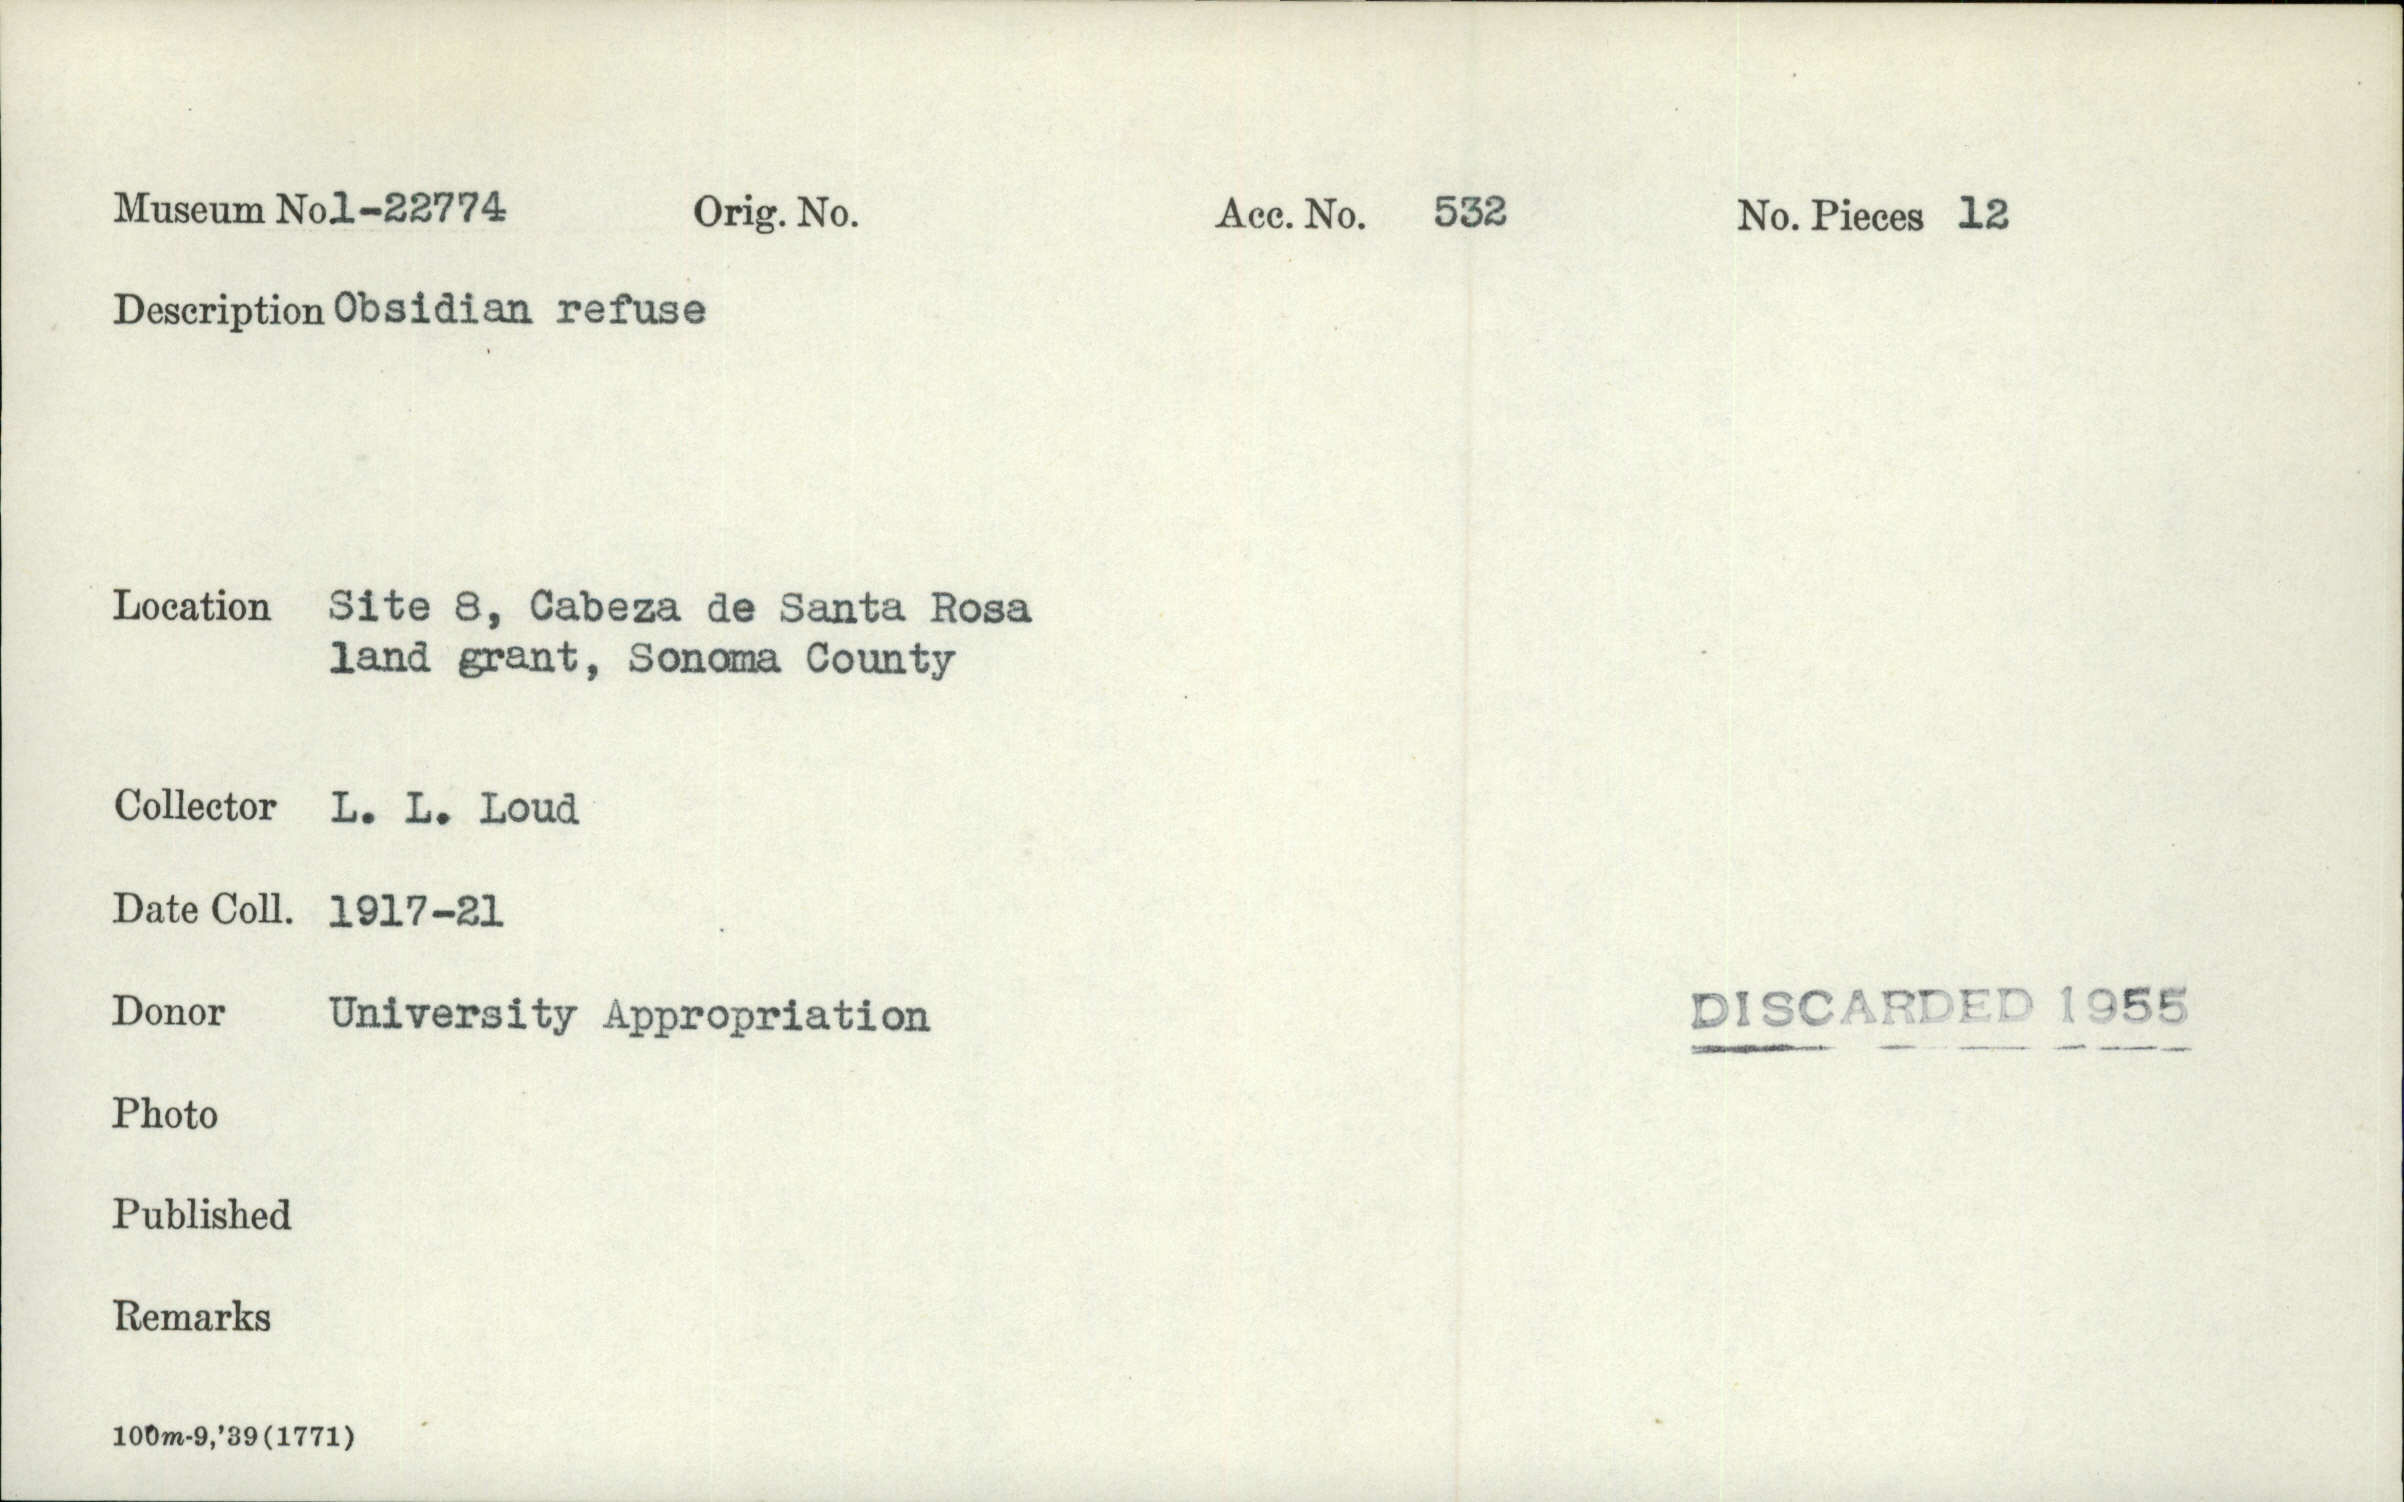 Museum No.1-22774 Orig. No. Acc. No. 532 No. Pieces 12
Description Obsidian refuse
Location Site 8, Cabeza de Santa Rosa
land grant, Sonoma County
Collector L. L. Loud
Date Coll. 1917-21
Donor University Appropriation
DISCARDED 1955
Photo
Published
Remarks
100m-9,'39(1771)